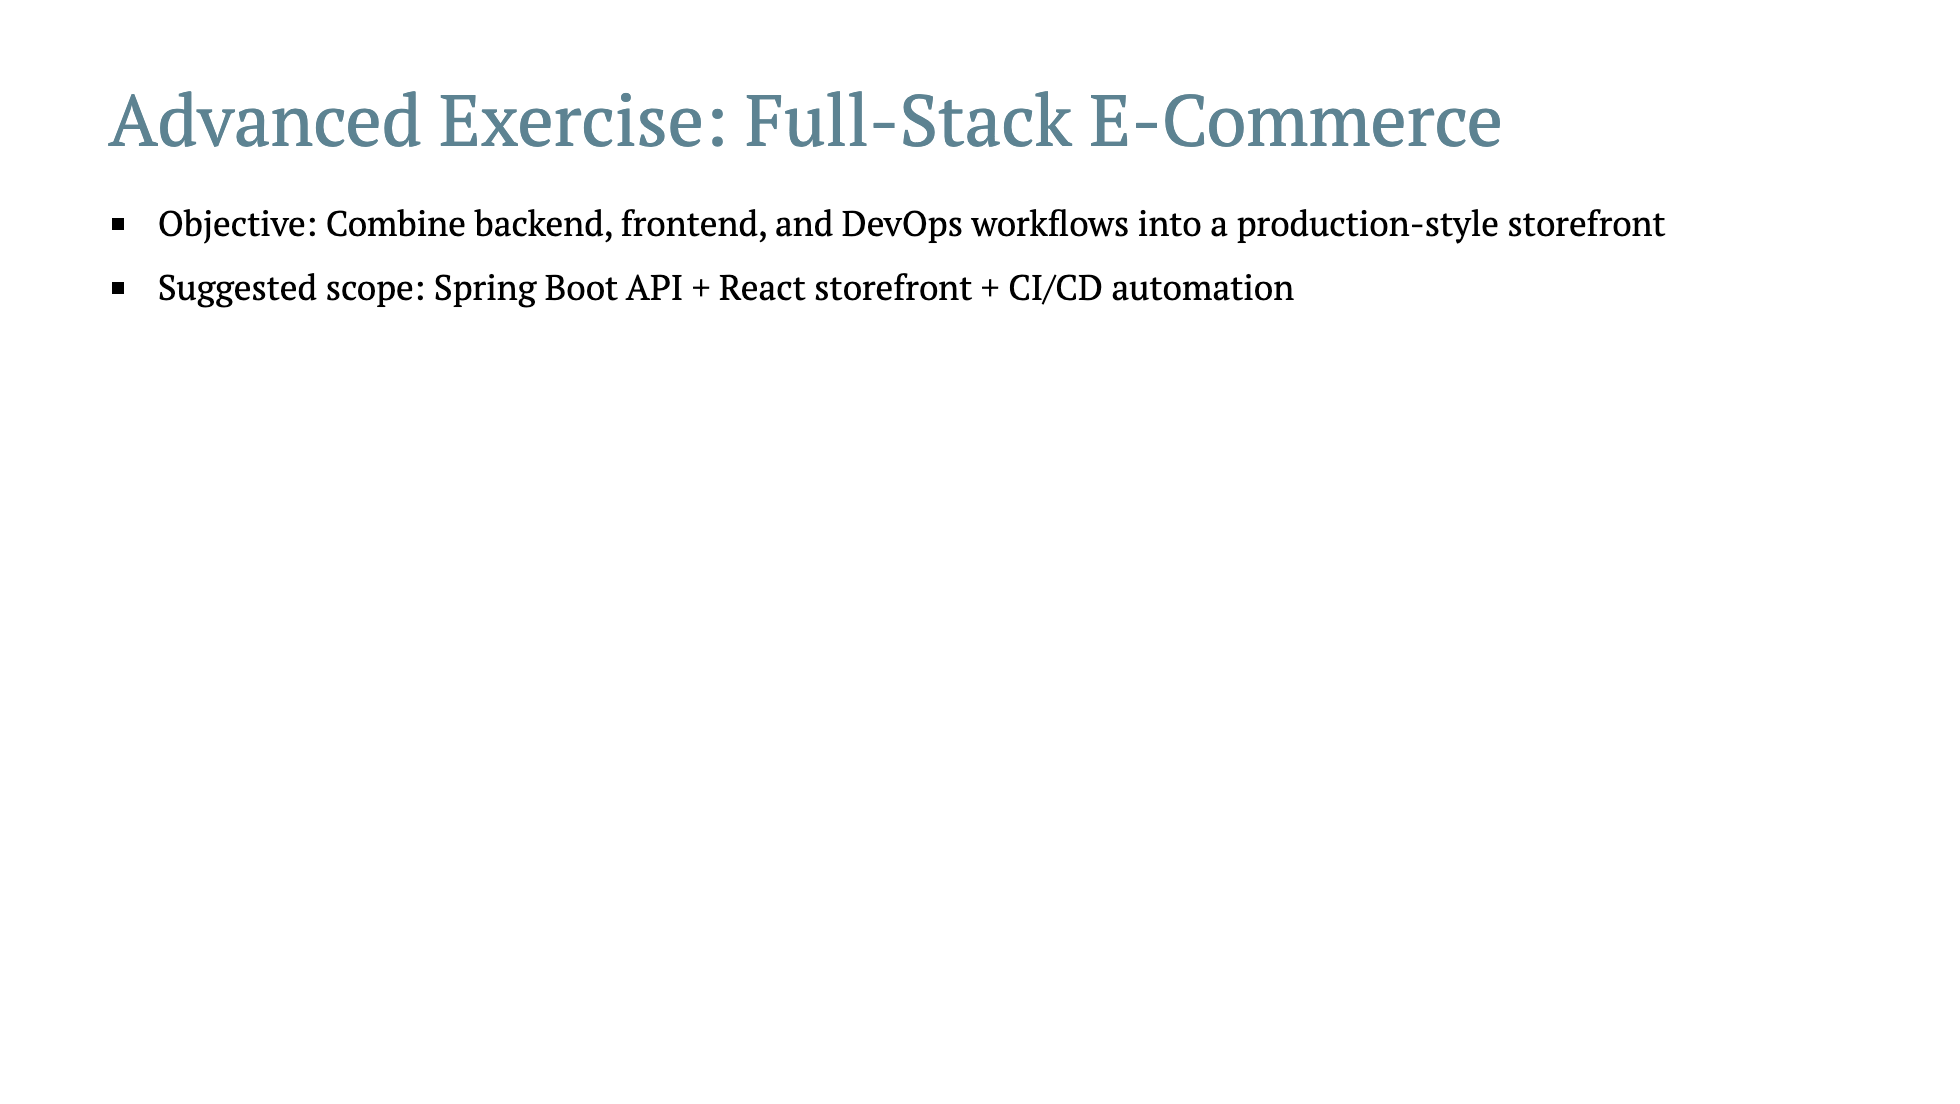 Advanced Exercise: Full-Stack E-Commerce
▪ Objective: Combine backend, frontend, and DevOps workflows into a production-style storefront
▪ Suggested scope: Spring Boot API + React storefront + CI/CD automation